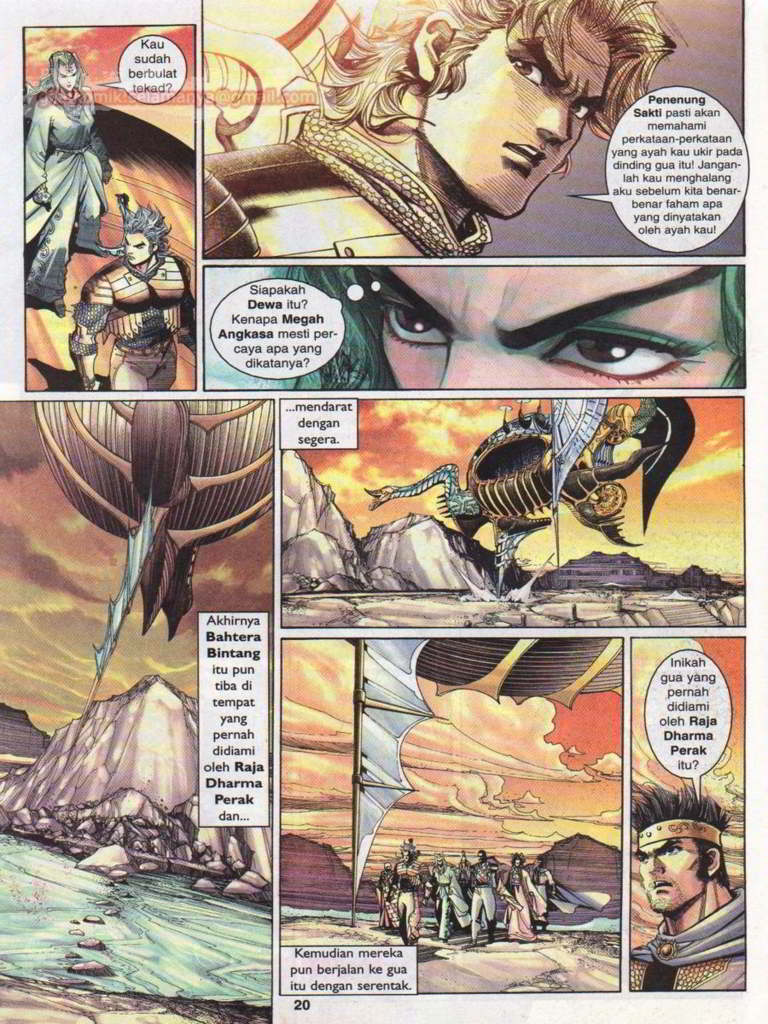 Kau
sudah
berbulat
tekad?
Penenung
Sakti pasti akan
memahami
perkataan-perkataan
yang ayah kau ukir pada
dinding gua itu! Jangan-
lah kau menghalang
aku sebelum kita benar-
benar faham apa
yang dinyatakan
oleh ayah kau!
Siapakah
Dewa itu?
Kenapa Megah
Angkasa mesti per-
caya apa yang
dikatanya?
Akhirnya
Bahtera
Bintang
itu pun
tiba di
tempat
yang
pernah
didiami
oleh Raja
Dharma
Perak
dan...
...mendarat
dengan
segera.
Kemudian mereka
pun berjalan ke gua
itu dengan serentak.
Inikah
gua yang
pernah
didiami
oleh Raja
Dharma
Perak
itu?
20